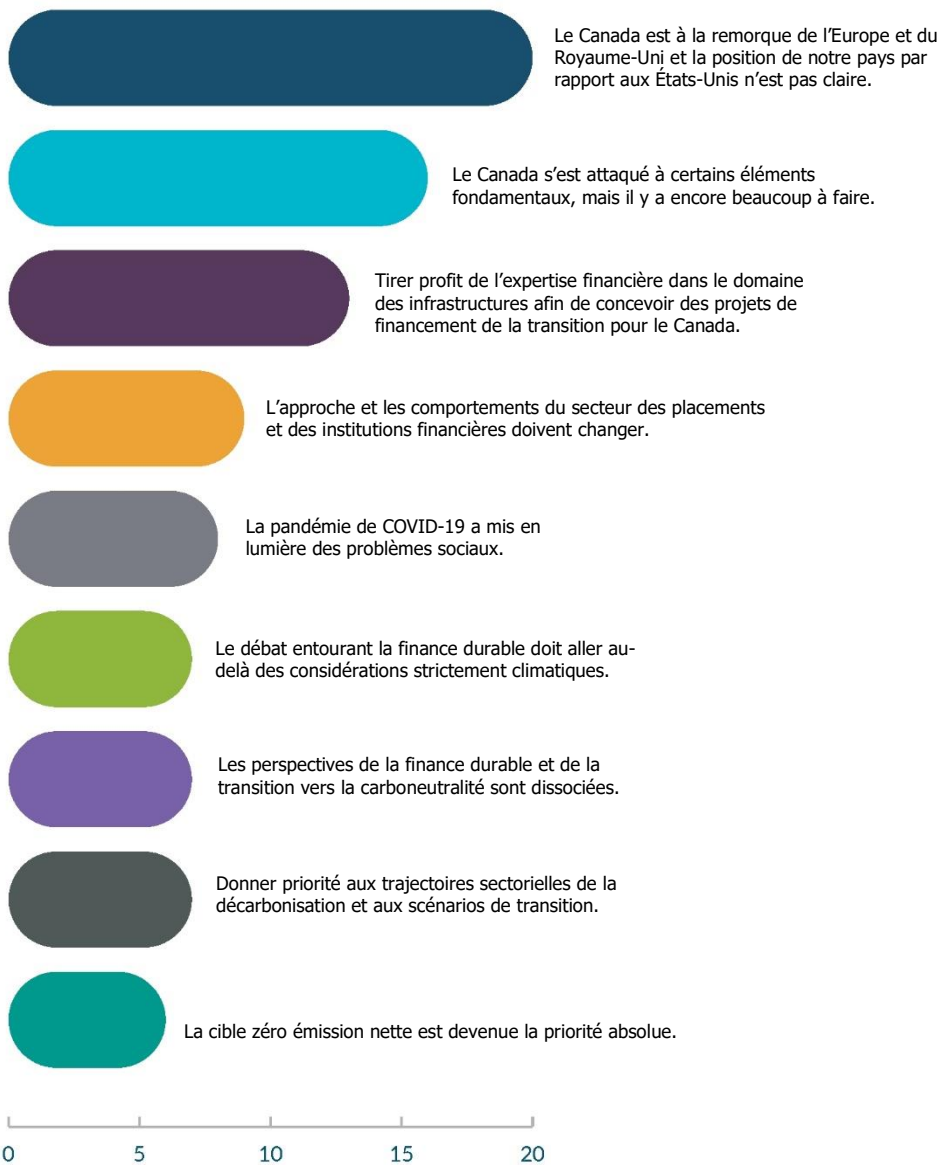 Le Canada est à la remorque de l’Europe et du
Royaume-Uni et la position de notre pays par
rapport aux États-Unis n’est pas claire.
Le Canada s’est attaqué à certains éléments
fondamentaux, mais il y a encore beaucoup à faire.
Tirer profit de l’expertise financière dans le domaine
des infrastructures afin de concevoir des projets de
financement de la transition pour le Canada.
L’approche et les comportements du secteur des placements
et des institutions financières doivent changer.
La pandémie de COVID-19 a mis en
lumière des problèmes sociaux.
Le débat entourant la finance durable doit aller au-
delà des considérations strictement climatiques.
Les perspectives de la finance durable et de la
transition vers la carboneutralité sont dissociées.
Donner priorité aux trajectoires sectorielles de la
décarbonisation et aux scénarios de transition.
La cible zéro émission nette est devenue la priorité absolue.
0 5 10 15 20